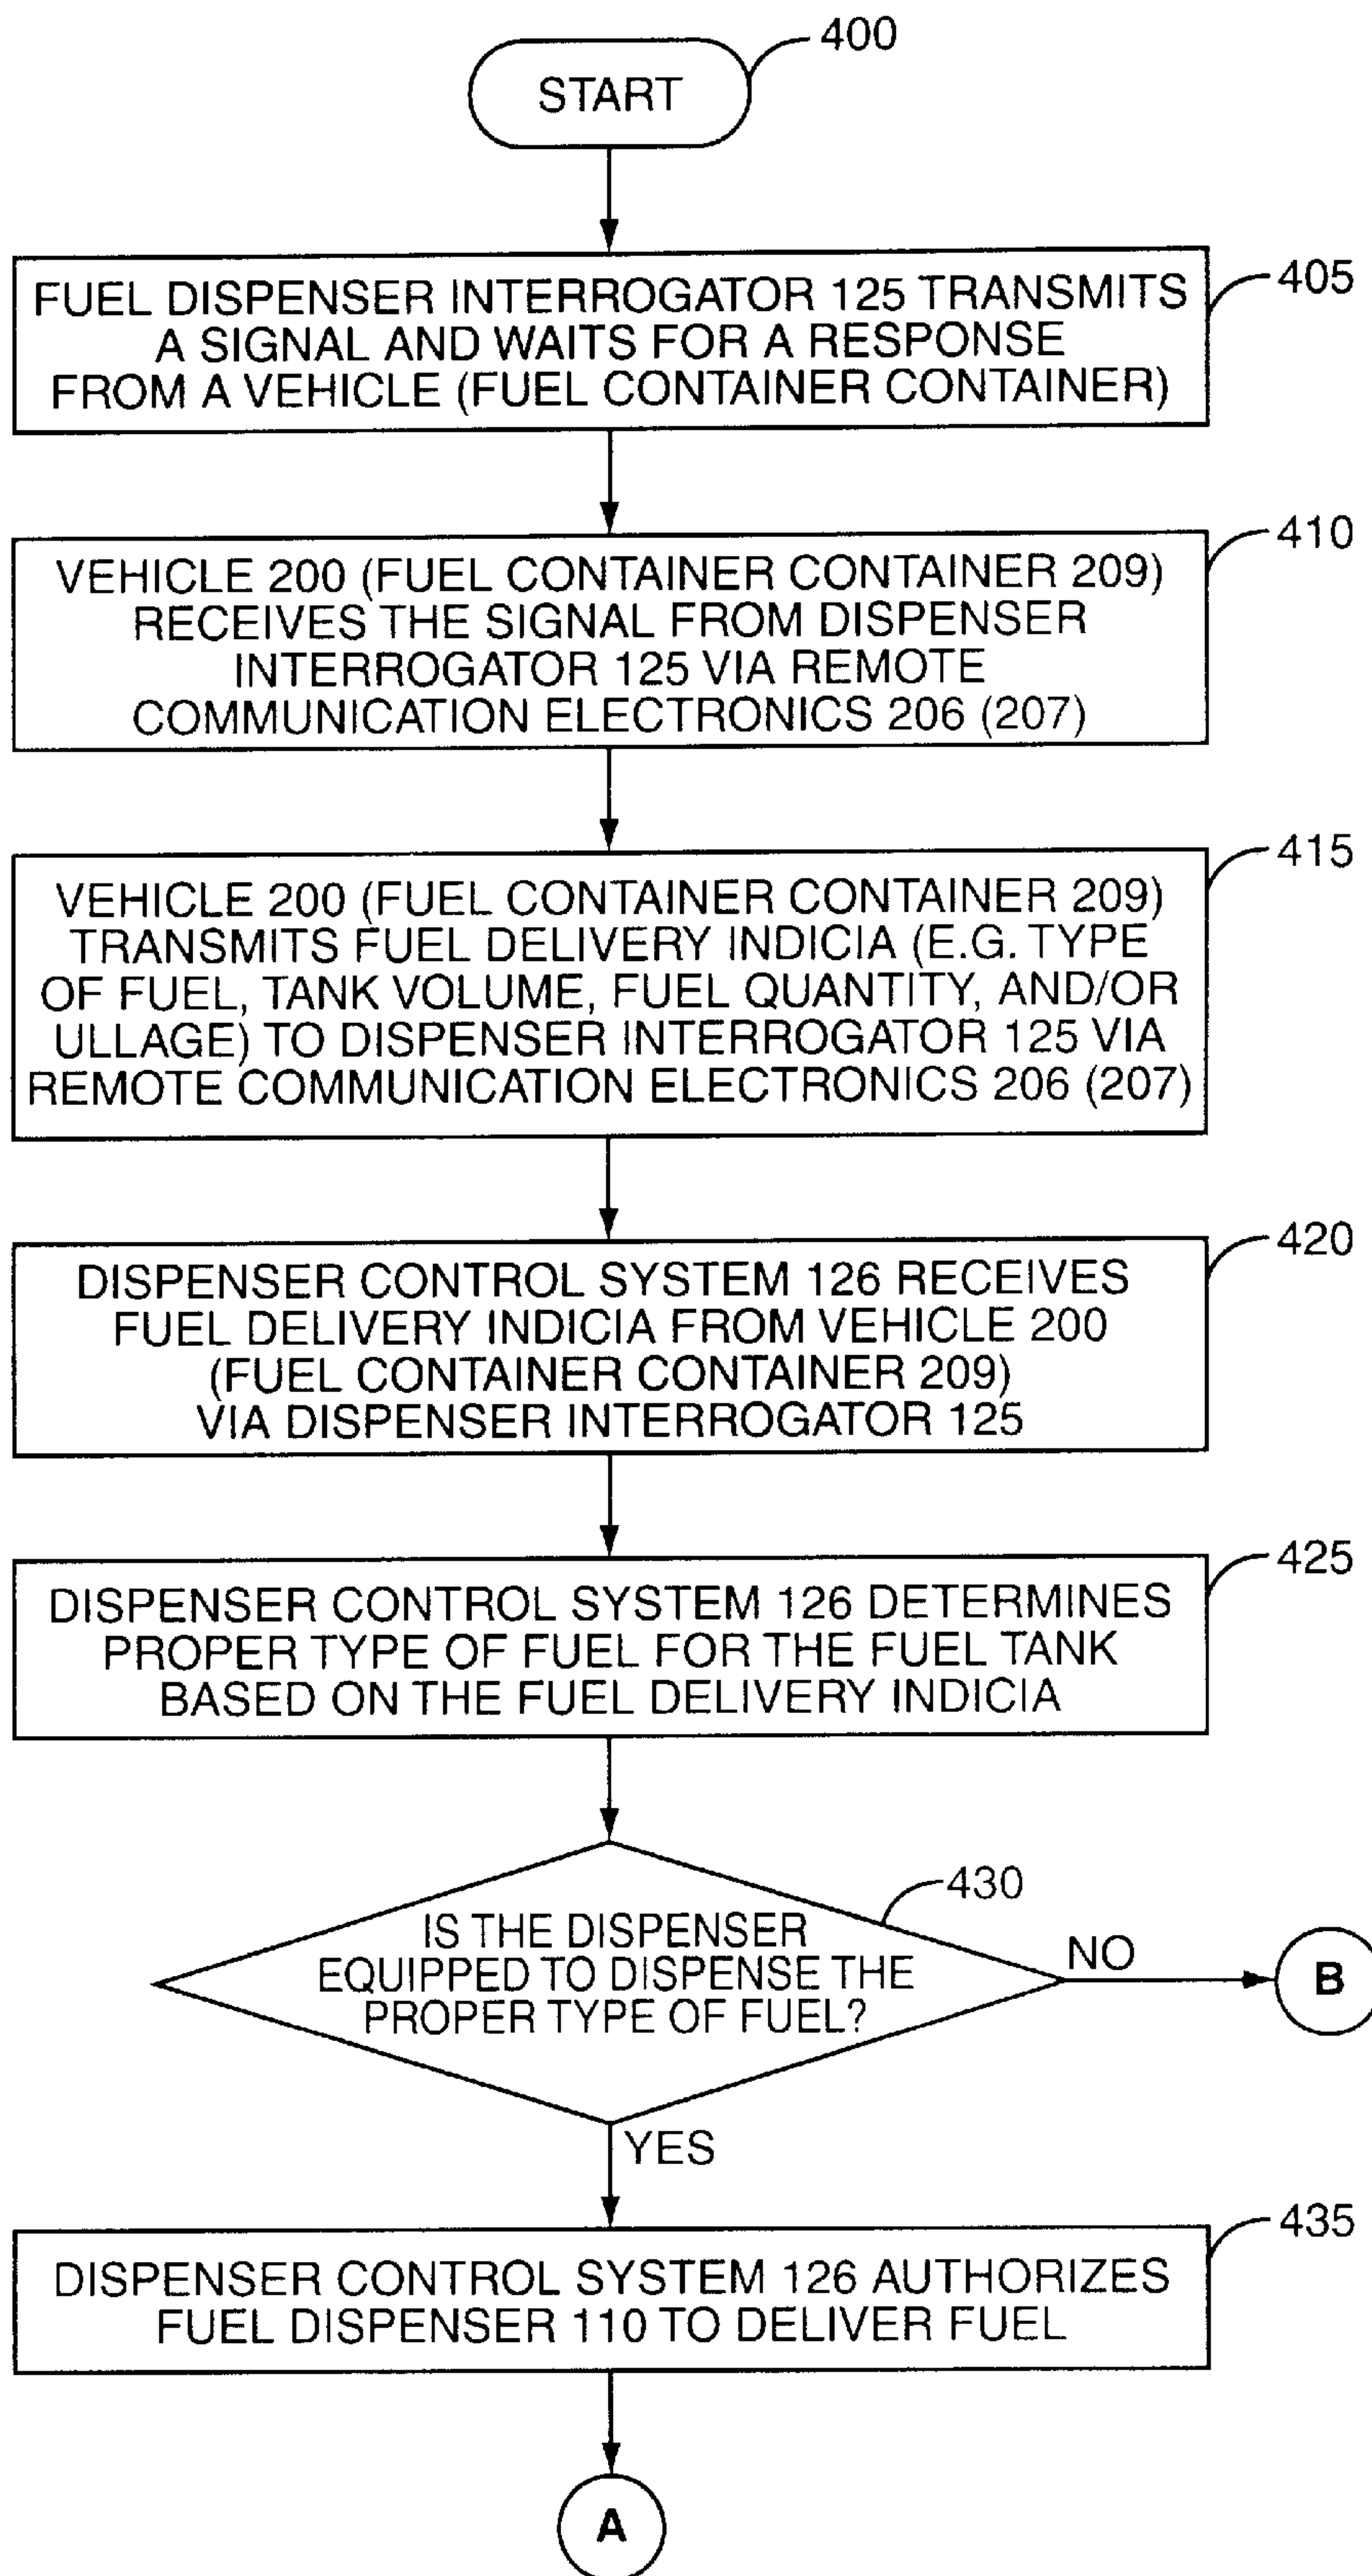 400
START
405
FUEL DISPENSER INTERROGATOR 125 TRANSMITS
A SIGNAL AND WAITS FOR A RESPONSE
FROM A VEHICLE (FUEL CONTAINER CONTAINER)
410
VEHICLE 200 (FUEL CONTAINER CONTAINER 209)
RECEIVES THE SIGNAL FROM DISPENSER
INTERROGATOR 125 VIA REMOTE
COMMUNICATION ELECTRONICS 206 (207)
415
VEHICLE 200 (FUEL CONTAINER CONTAINER 209)
TRANSMITS FUEL DELIVERY INDICIA (E.G. TYPE
OF FUEL, TANK VOLUME, FUEL QUANTITY, AND/OR
ULLAGE) TO DISPENSER INTERROGATOR 125 VIA
REMOTE COMMUNICATION ELECTRONICS 206 (207)
420
DISPENSER CONTROL SYSTEM 126 RECEIVES
FUEL DELIVERY INDICIA FROM VEHICLE 200
(FUEL CONTAINER CONTAINER 209)
VIA DISPENSER INTERROGATOR 125
425
DISPENSER CONTROL SYSTEM 126 DETERMINES
PROPER TYPE OF FUEL FOR THE FUEL TANK
BASED ON THE FUEL DELIVERY INDICIA
430
IS THE DISPENSER
EQUIPPED TO DISPENSE THE
PROPER TYPE OF FUEL?
NO
B
YES
435
DISPENSER CONTROL SYSTEM 126 AUTHORIZES
FUEL DISPENSER 110 TO DELIVER FUEL
A